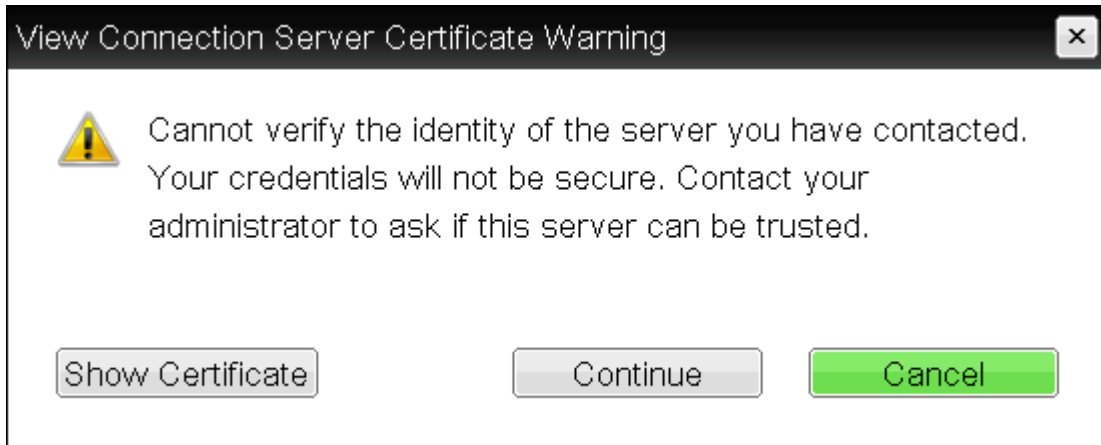 View Connection Server Certificate Warning
Cannot verify the identity of the server you have contacted.
Your credentials will not be secure. Contact your
administrator to ask if this server can be trusted.
Show Certificate Continue Cancel